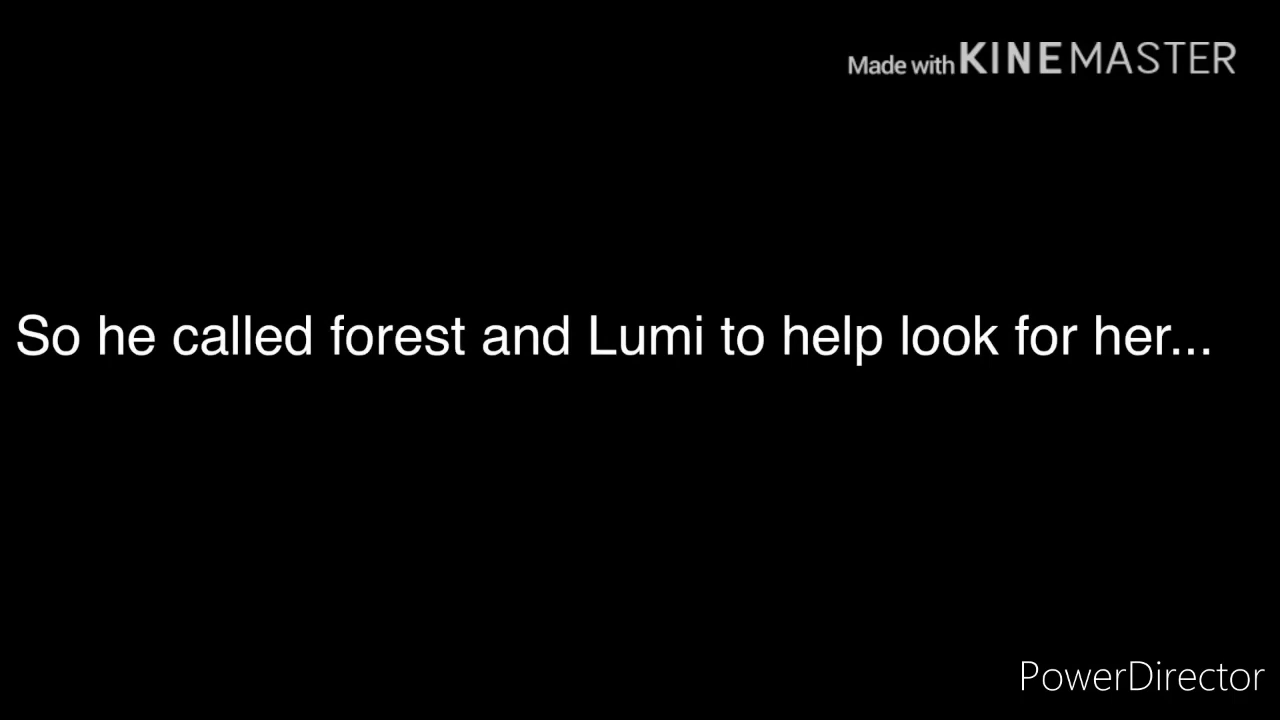 Made with KINEMASTER
So he called forest and Lumi to help look for her...
PowerDirector